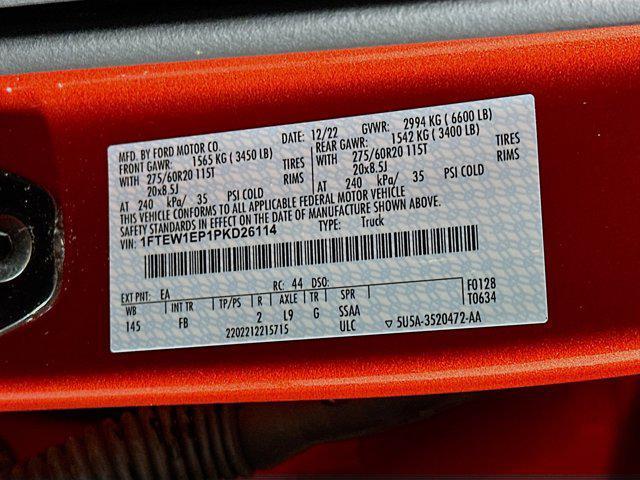 MFD. BY FORD MOTOR CO. DATE: 12/22 GVWR: 2994 KG ( 6600 LB)
FRONT GAWR: 1565 KG ( 3450 LB) REAR GAWR: 1542 KG ( 3400 LB)
WITH 275/60R20 115T TIRES WITH 275/60R20 115T TIRES
20x8.5J RIMS 20x8.5J RIMS
AT 240 kPa/ 35 PSI COLD AT 240 kPa/ 35 PSI COLD
THIS VEHICLE CONFORMS TO ALL APPLICABLE FEDERAL MOTOR VEHICLE
SAFETY STANDARDS IN EFFECT ON THE DATE OF MANUFACTURE SHOWN ABOVE.
VIN: 1FTEW1EP1PKD26114 TYPE: Truck
EXT PNT: EA RC: 44 DSO: F0128
WB INT TR TP/PS R AXLE TR SPR T0634
145 FB 2 L9 G SSAA
2202212215715 ULC ▽ 5U5A-3520472-AA